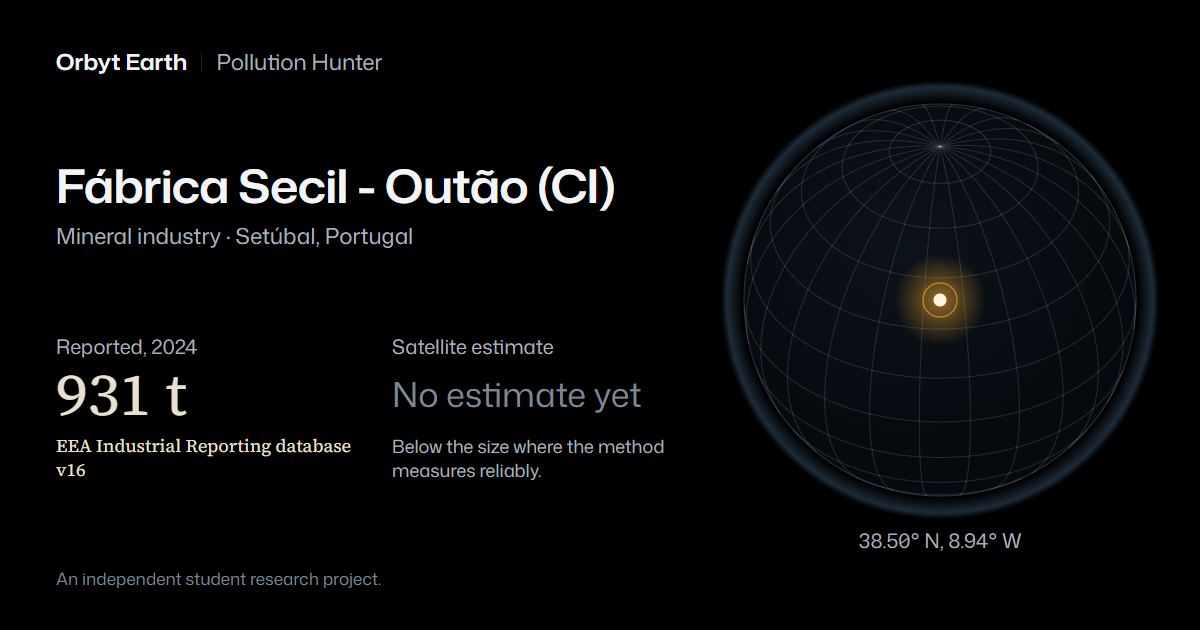 Orbyt Earth | Pollution Hunter
Fábrica Secil - Outão (CI)
Mineral industry · Setúbal, Portugal
Reported, 2024
931 t
EEA Industrial Reporting database
v16
Satellite estimate
No estimate yet
Below the size where the method
measures reliably.
38.50° N, 8.94° W
An independent student research project.